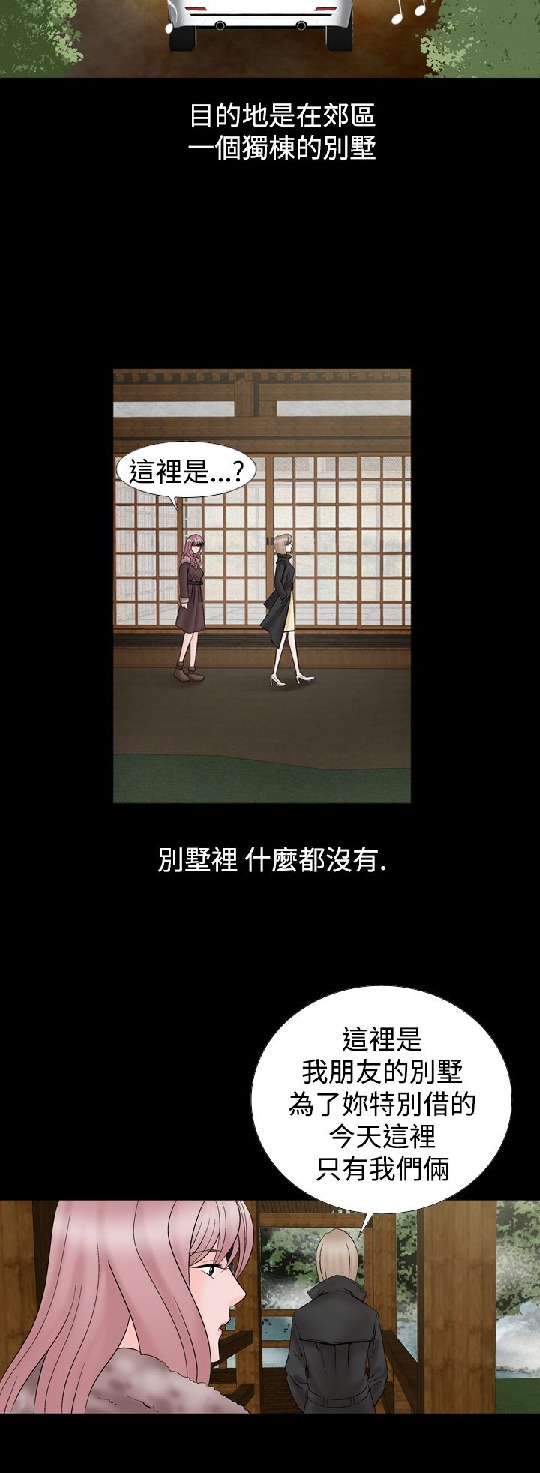 目的地是在郊區
一個獨棟的別墅
這裡是...?
別墅裡 什麼都沒有.
這裡是
我朋友的別墅
為了妳特別借的
今天這裡
只有我們倆